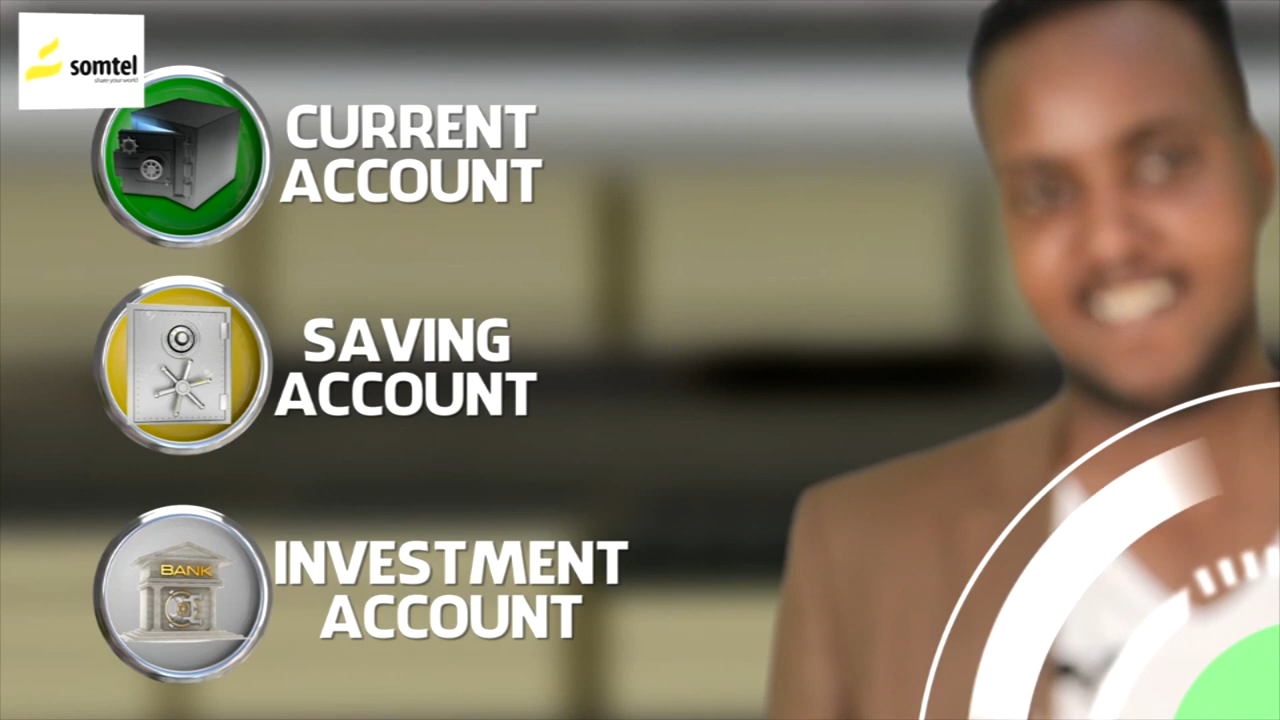 somtel
share your world
CURRENT
ACCOUNT
SAVING
ACCOUNT
BANK
INVESTMENT
ACCOUNT